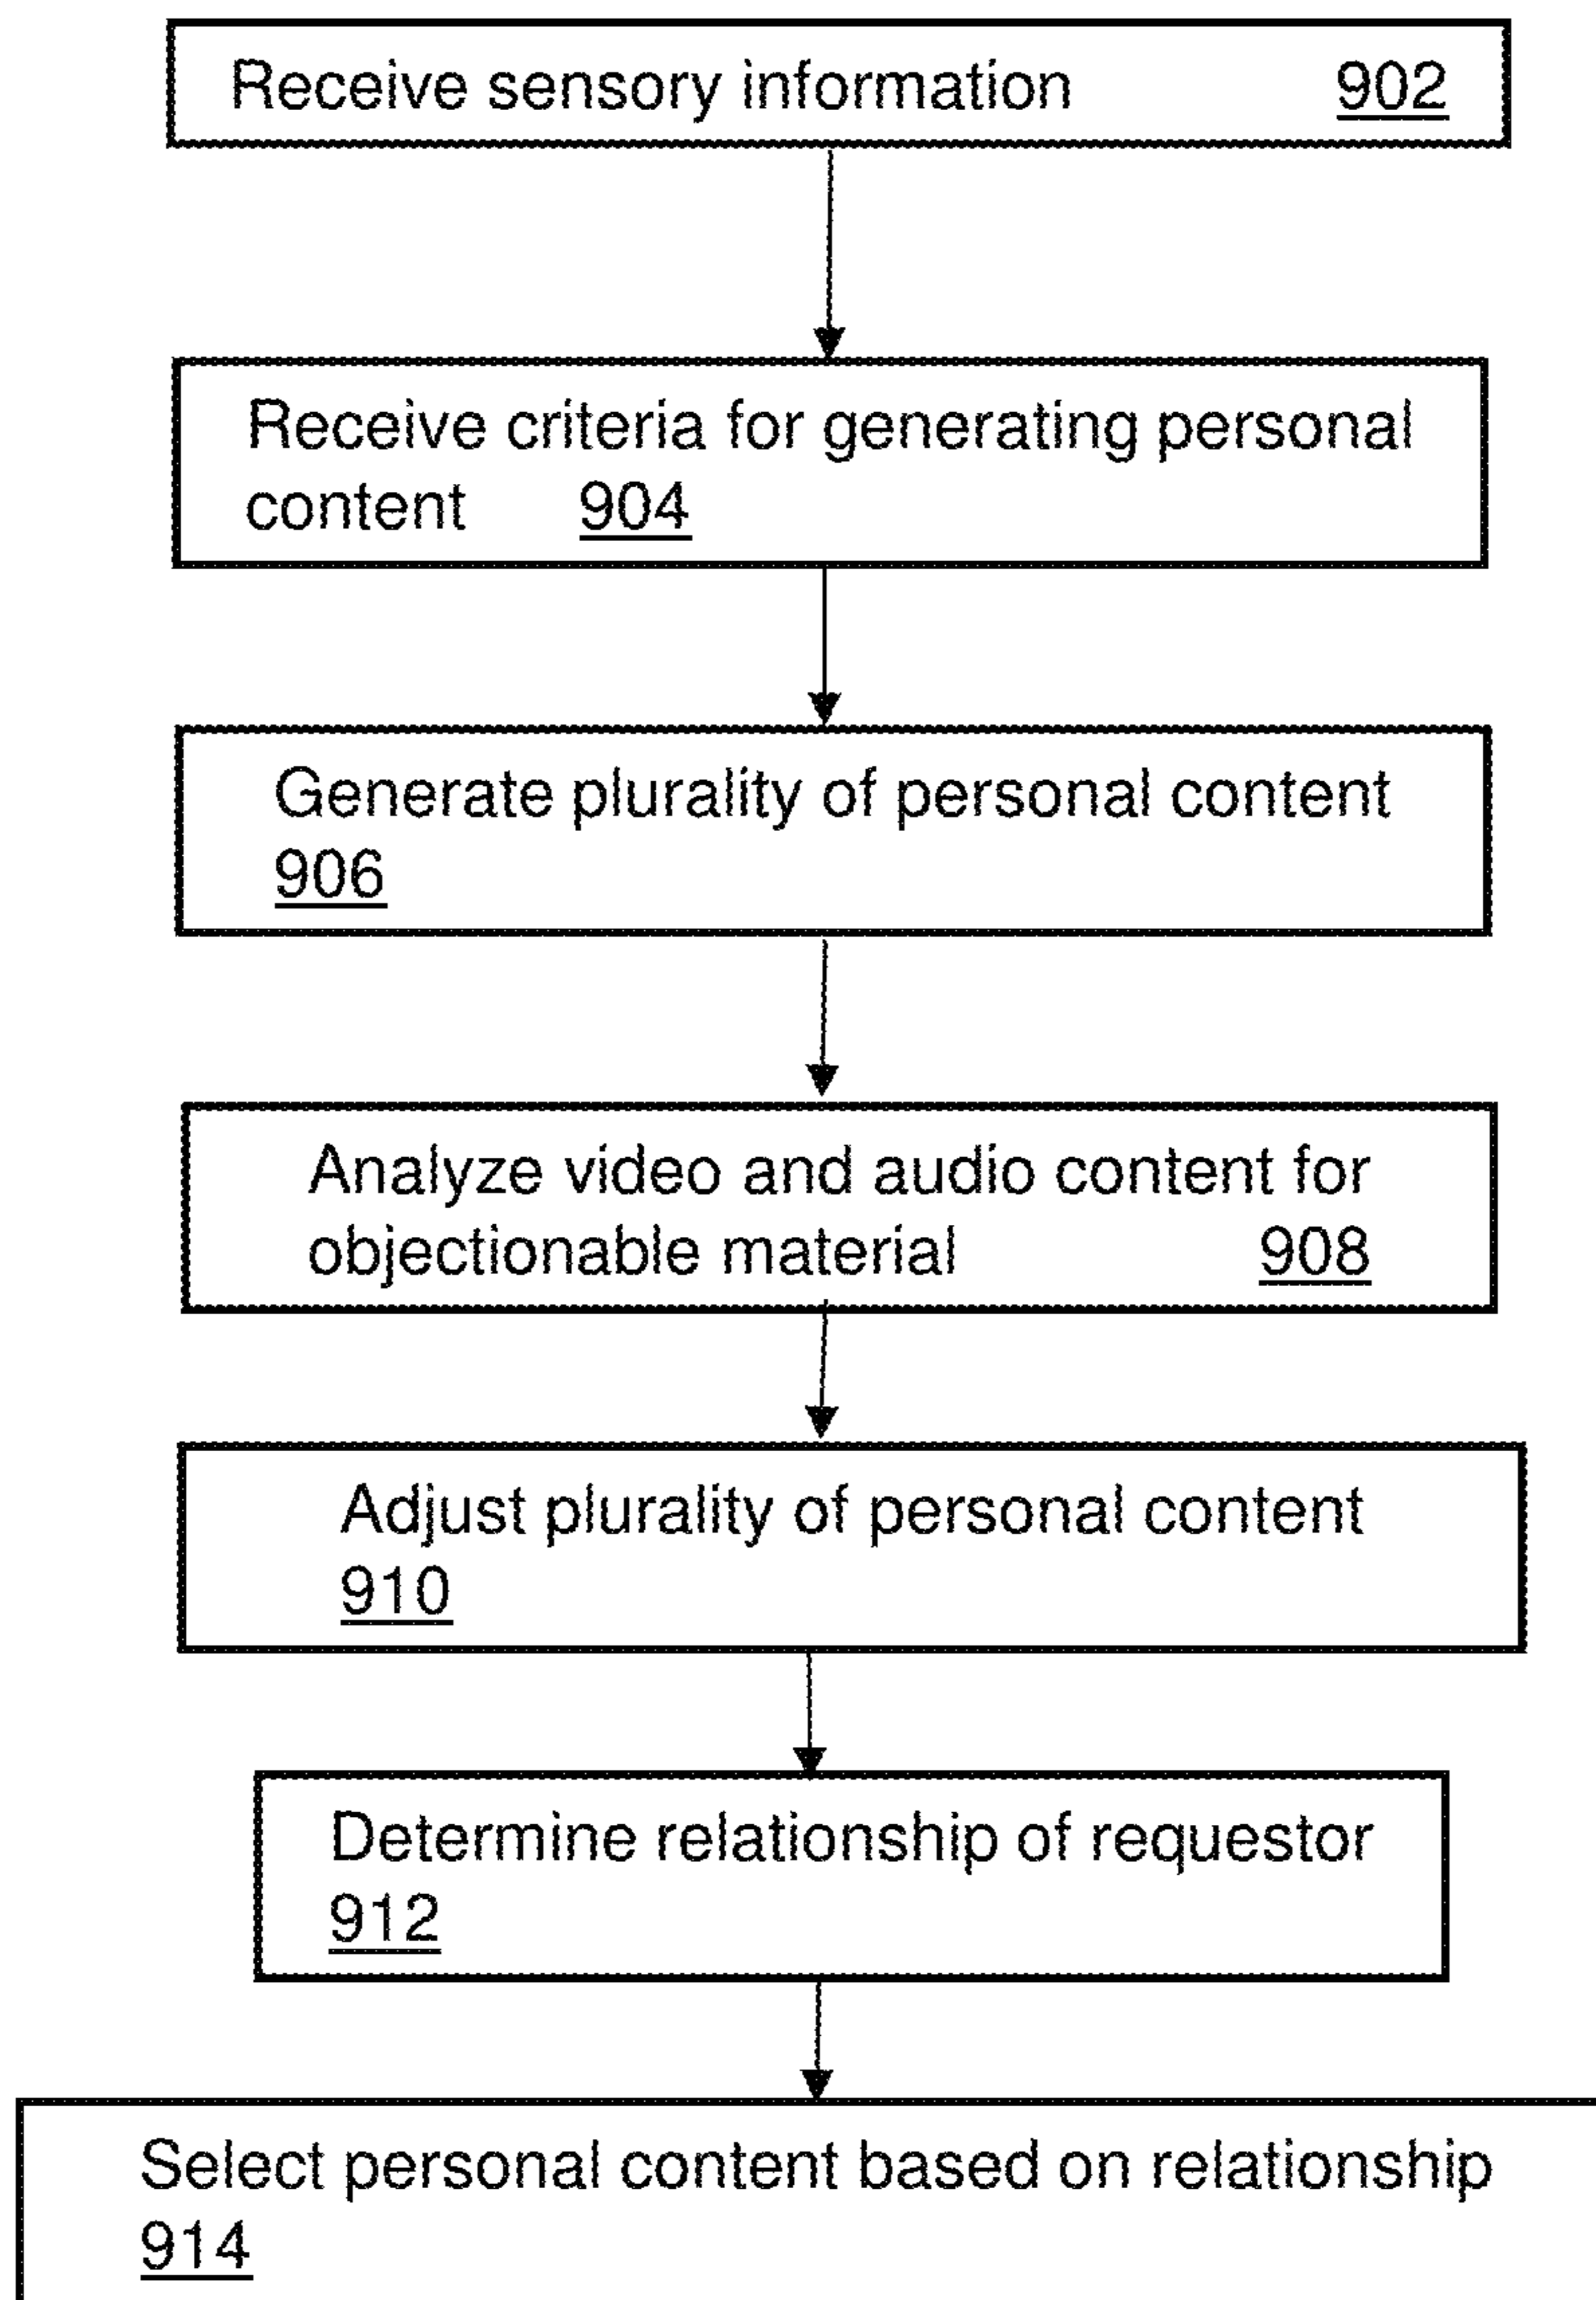 Receive sensory information 902
Receive criteria for generating personal
content 904
Generate plurality of personal content
906
Analyze video and audio content for
objectionable material 908
Adjust plurality of personal content
910
Determine relationship of requestor
912
Select personal content based on relationship
914